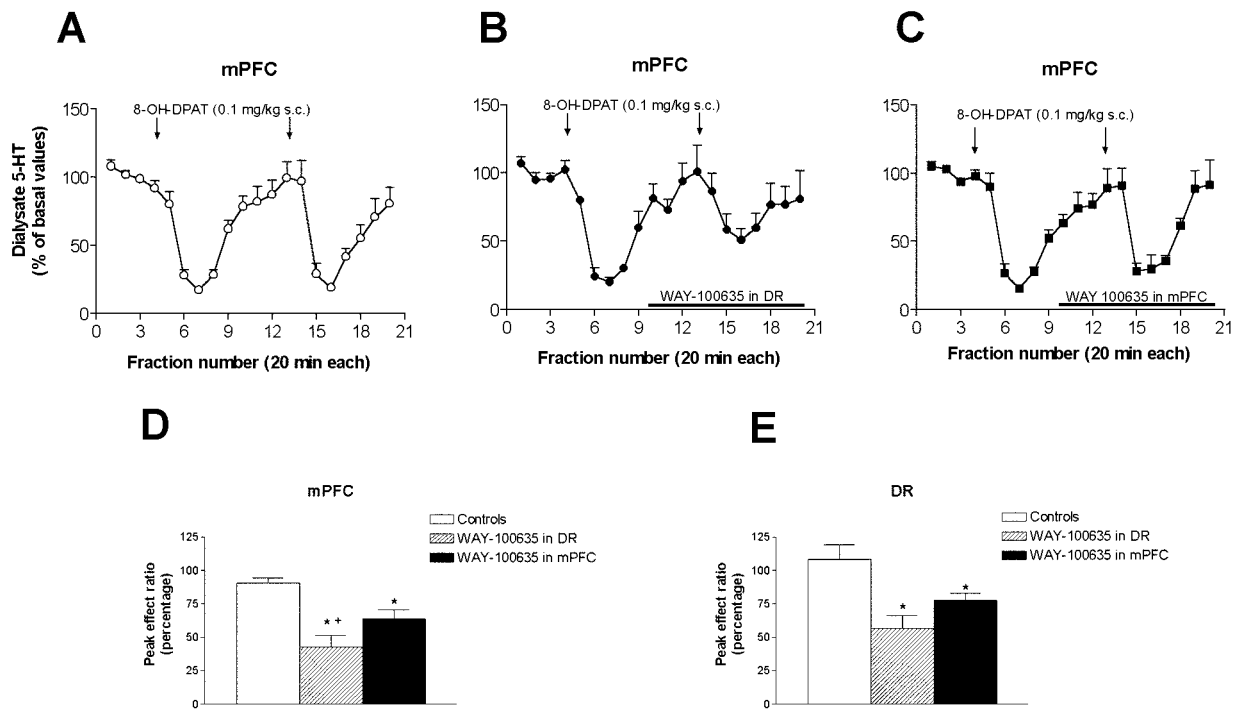 A
mPFC
8-OH-DPAT (0.1 mg/kg s.c.)
Dialysate 5-HT
(% of basal values)
150
100
50
0
0 3 6 9 12 15 18 21
Fraction number (20 min each)
B
mPFC
8-OH-DPAT (0.1 mg/kg s.c.)
150
100
50
0
WAY-100635 in DR
0 3 6 9 12 15 18 21
Fraction number (20 min each)
C
mPFC
8-OH-DPAT (0.1 mg/kg s.c.)
150
100
50
0
WAY 100635 in mPFC
0 3 6 9 12 15 18 21
Fraction number (20 min each)
D
mPFC
Controls
WAY-100635 in DR
WAY-100635 in mPFC
Peak effect ratio
(percentage)
125
100
75
50
25
0
* +
*
E
DR
Controls
WAY-100635 in DR
WAY-100635 in mPFC
Peak effect ratio
(percentage)
125
100
75
50
25
0
*
*